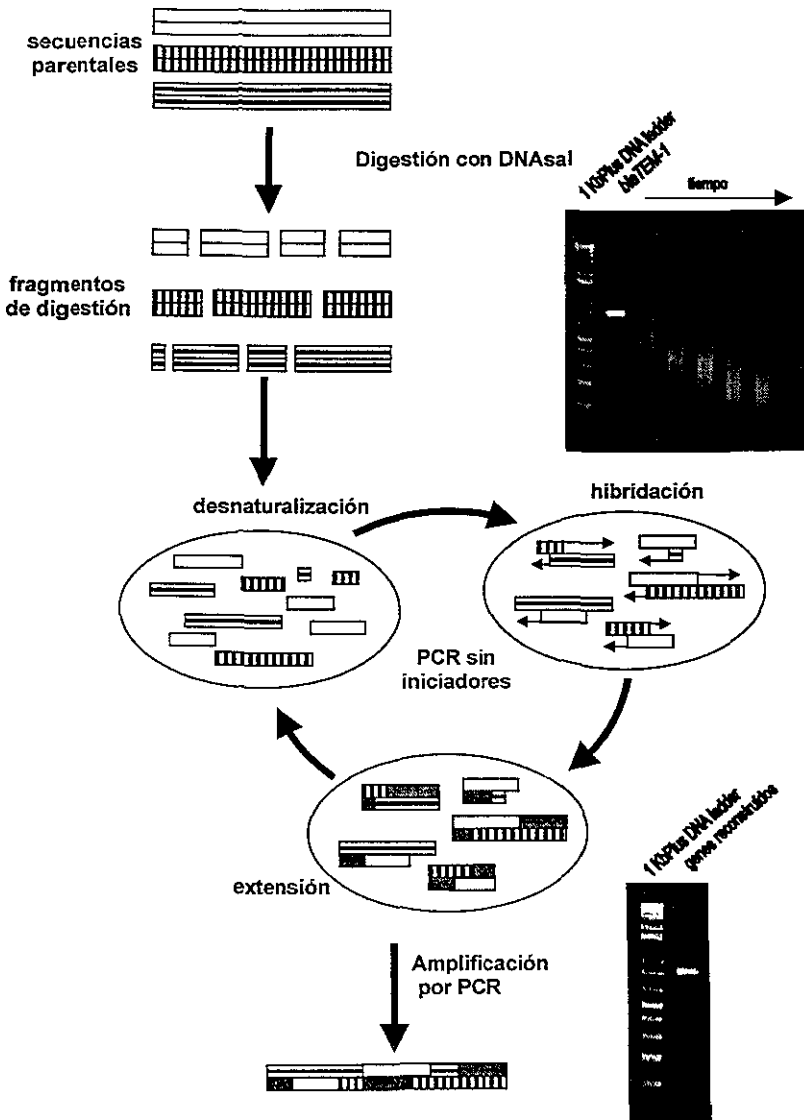 secuencias
parentales
Digestión con DNAsaI
1 KbPlus DNA ladder
blaTEM-1
tiempo
fragmentos
de digestión
desnaturalización
hibridación
PCR sin
iniciadores
extensión
1 KbPlus DNA ladder
genes reconstruidos
Amplificación
por PCR